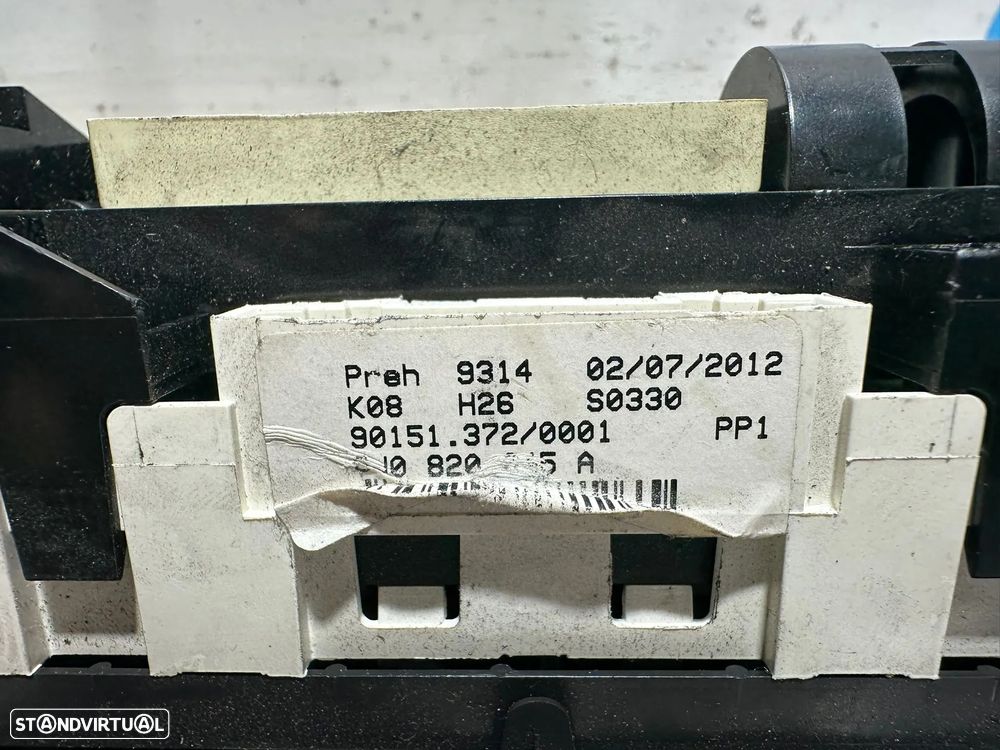 Preh 9314 02/07/2012
K08 H26 S0330
90151.372/0001 PP1
820 A
STANDVIRTUAL